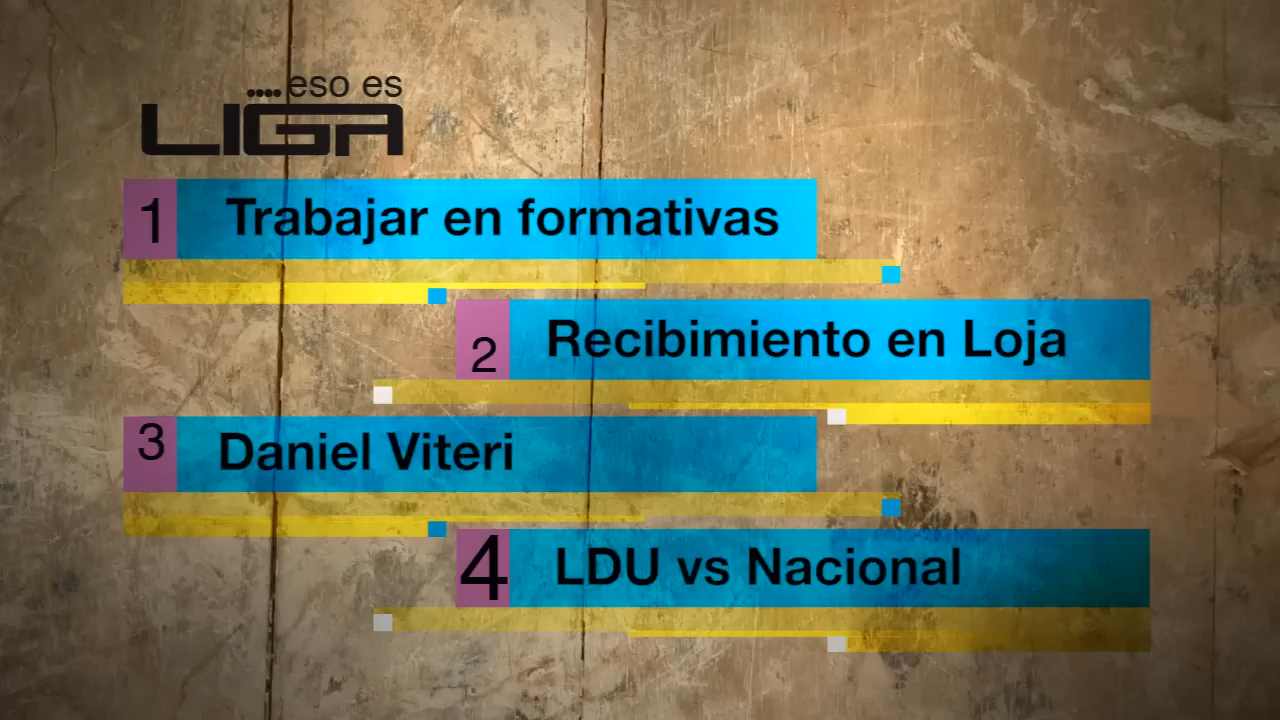 ....eso es
LIGA
1 Trabajar en formativas
2 Recibimiento en Loja
3 Daniel Viteri
4 LDU vs Nacional